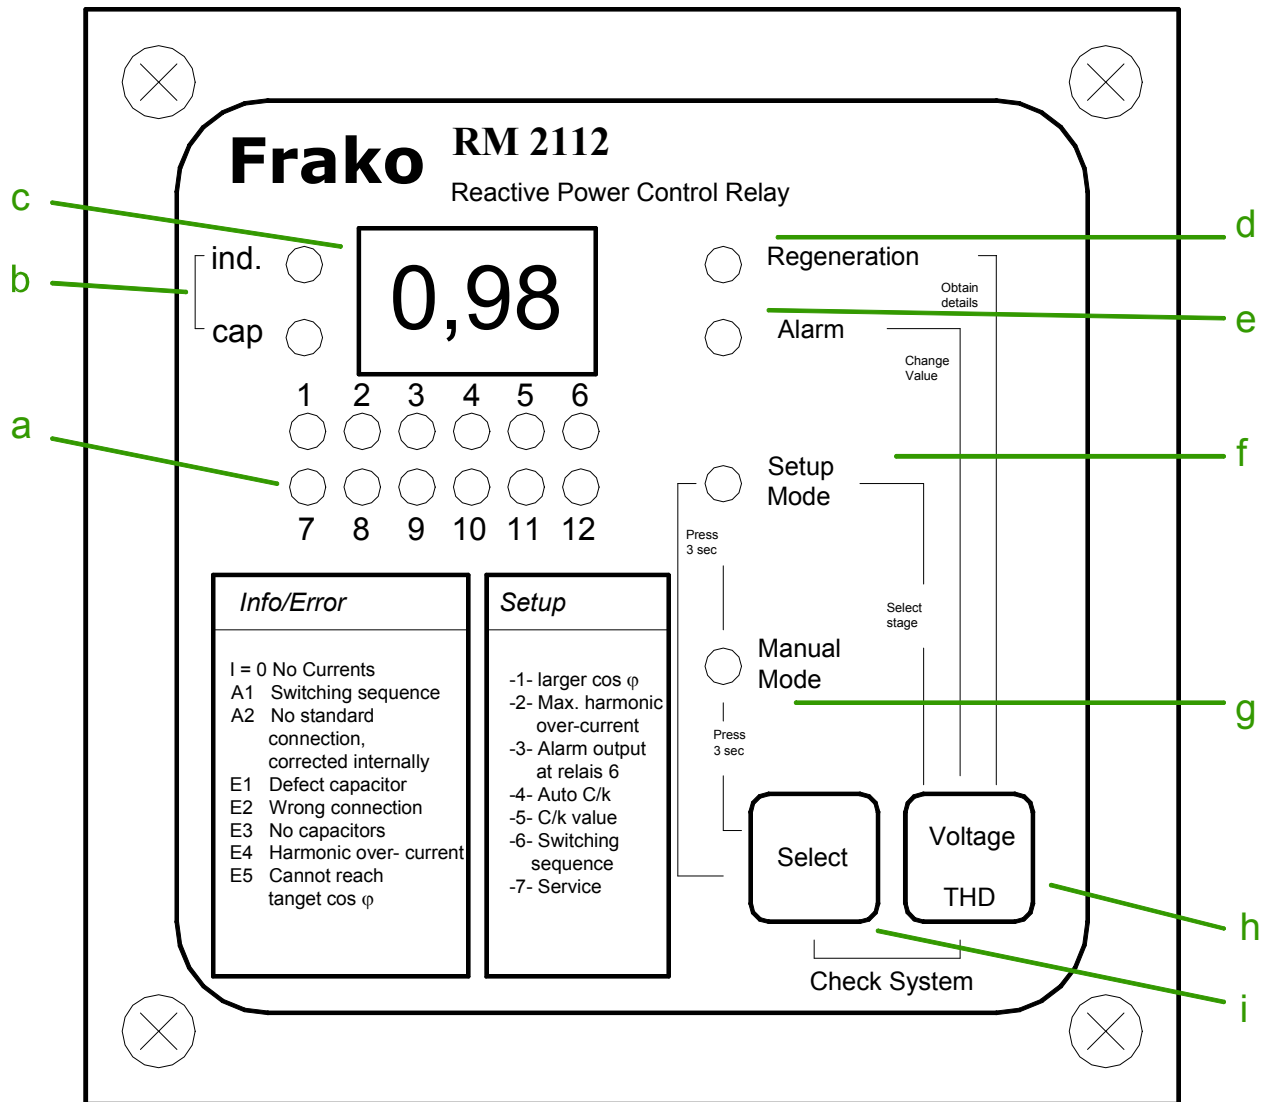 Frako
RM 2112
Reactive Power Control Relay
c
d
ind.
0,98
Regeneration
b
Obtain
details
e
cap
Alarm
Change
Value
1 2 3 4 5 6
a
f
Setup
Mode
7 8 9 10 11 12
Press
3 sec
Info/Error
Setup
Select
stage
Manual
Mode
I = 0 No Currents
A1 Switching sequence
A2 No standard
connection,
corrected internally
E1 Defect capacitor
E2 Wrong connection
E3 No capacitors
E4 Harmonic over- current
E5 Cannot reach
tanget cos φ
-1- larger cos φ
-2- Max. harmonic
over-current
-3- Alarm output
at relais 6
-4- Auto C/k
-5- C/k value
-6- Switching
sequence
-7- Service
g
Press
3 sec
Select
Voltage
THD
h
Check System
i